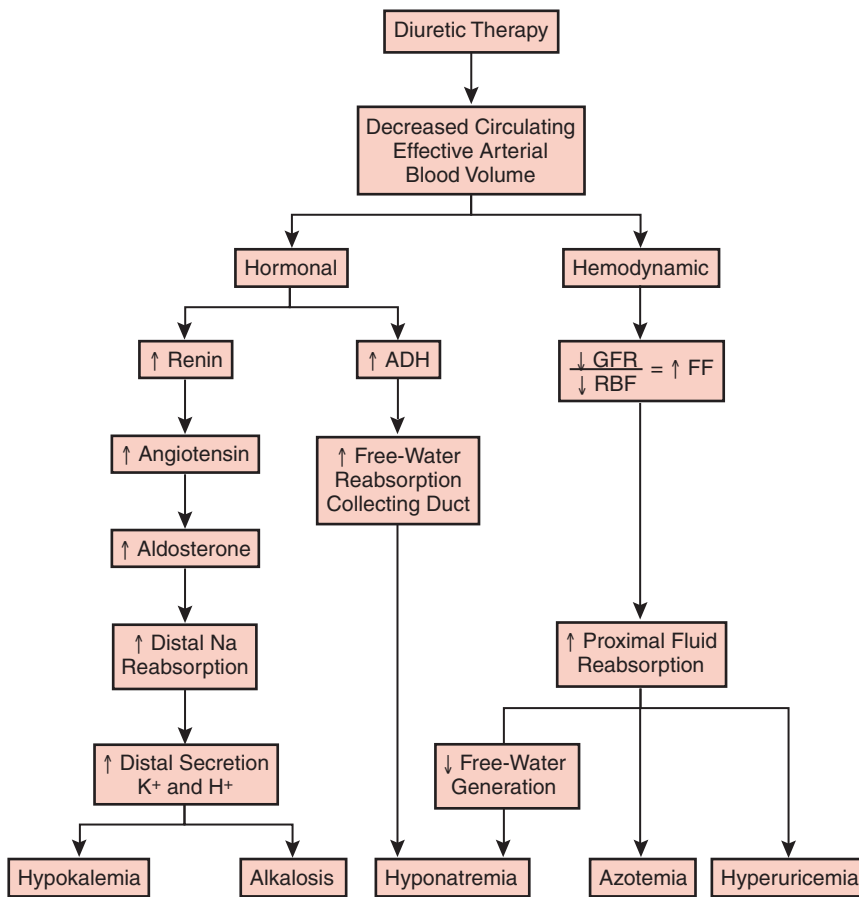 Diuretic Therapy
Decreased Circulating
Effective Arterial
Blood Volume
Hormonal
Hemodynamic
↑ Renin
↑ ADH
↓ GFR
↓ RBF
= ↑ FF
↑ Angiotensin
↑ Free-Water
Reabsorption
Collecting Duct
↑ Aldosterone
↑ Distal Na
Reabsorption
↑ Proximal Fluid
Reabsorption
↑ Distal Secretion
K⁺ and H⁺
↓ Free-Water
Generation
Hypokalemia
Alkalosis
Hyponatremia
Azotemia
Hyperuricemia